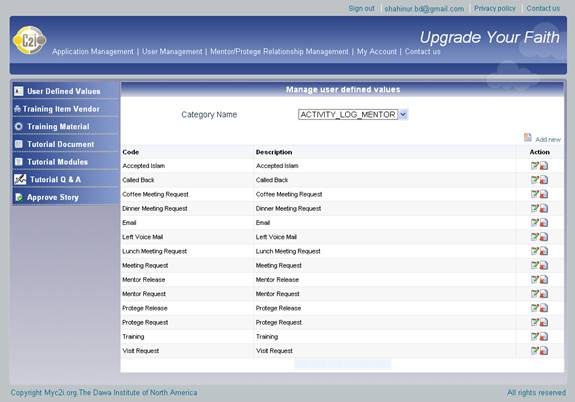 Sign out | shahinur.bd@gmail.com | Privacy policy | Contact us
C2i
Upgrade Your Faith
Application Management | User Management | Mentor/Protege Relationship Management | My Account | Contact us
User Defined Values
Training Item Vendor
Training Material
Tutorial Document
Tutorial Modules
Tutorial Q & A
Approve Story
Manage user defined values
Category Name ACTIVITY_LOG_MENTOR
Add new
Code Description Action
Accepted Islam Accepted Islam
Called Back Called Back
Coffee Meeting Request Coffee Meeting Request
Dinner Meeting Request Dinner Meeting Request
Email Email
Left Voice Mail Left Voice Mail
Lunch Meeting Request Lunch Meeting Request
Meeting Request Meeting Request
Mentor Release Mentor Release
Mentor Request Mentor Request
Protege Release Protege Release
Protege Request Protege Request
Training Training
Visit Request Visit Request
Copyright Myc2i.org.The Dawa Institute of North America All rights reserved